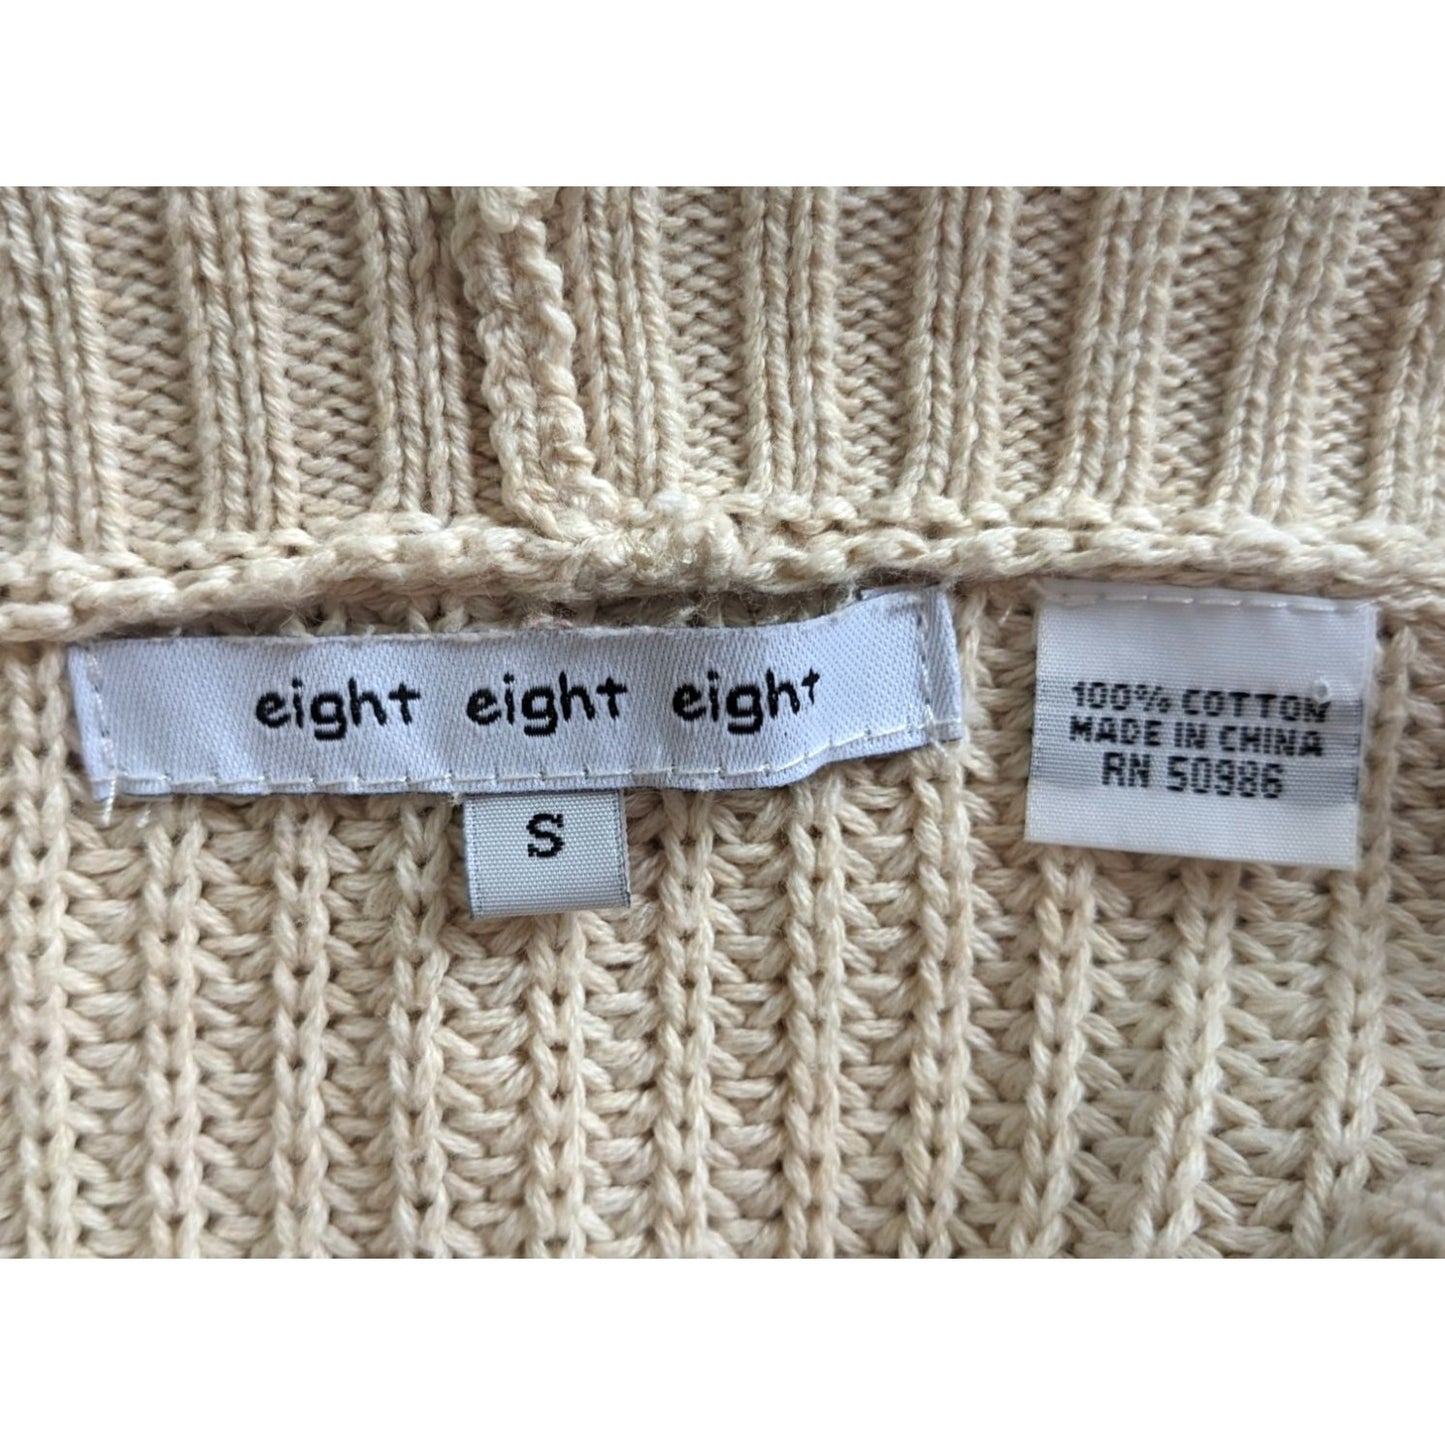 eight eight eight
S
100% COTTON
MADE IN CHINA
RN 50986